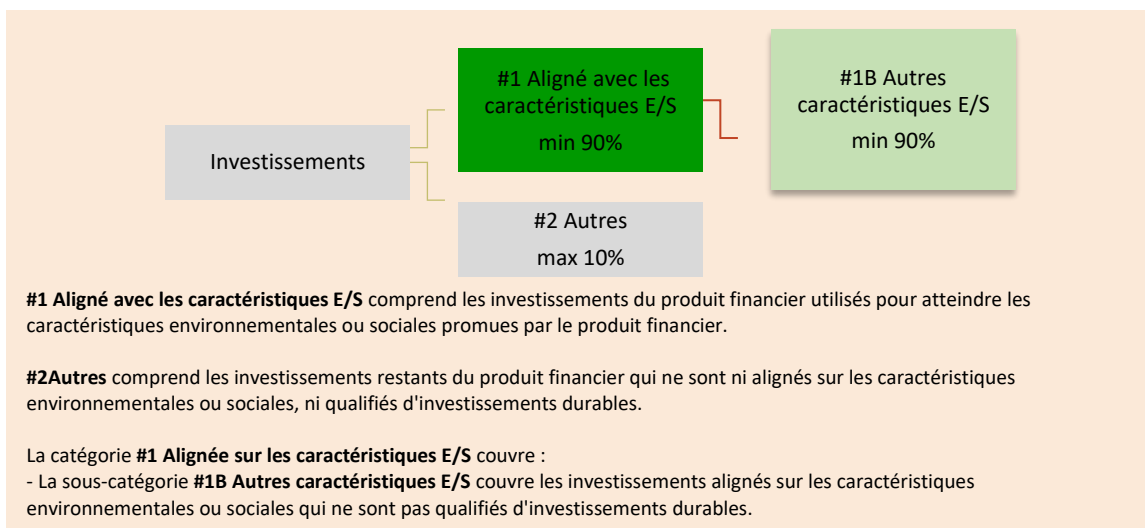 #1 Aligné avec les
caractéristiques E/S
min 90%
#1B Autres
caractéristiques E/S
min 90%
Investissements
#2 Autres
max 10%
#1 Aligné avec les caractéristiques E/S comprend les investissements du produit financier utilisés pour atteindre les
caractéristiques environnementales ou sociales promues par le produit financier.
#2Autres comprend les investissements restants du produit financier qui ne sont ni alignés sur les caractéristiques
environnementales ou sociales, ni qualifiés d'investissements durables.
La catégorie #1 Alignée sur les caractéristiques E/S couvre :
- La sous-catégorie #1B Autres caractéristiques E/S couvre les investissements alignés sur les caractéristiques
environnementales ou sociales qui ne sont pas qualifiés d'investissements durables.